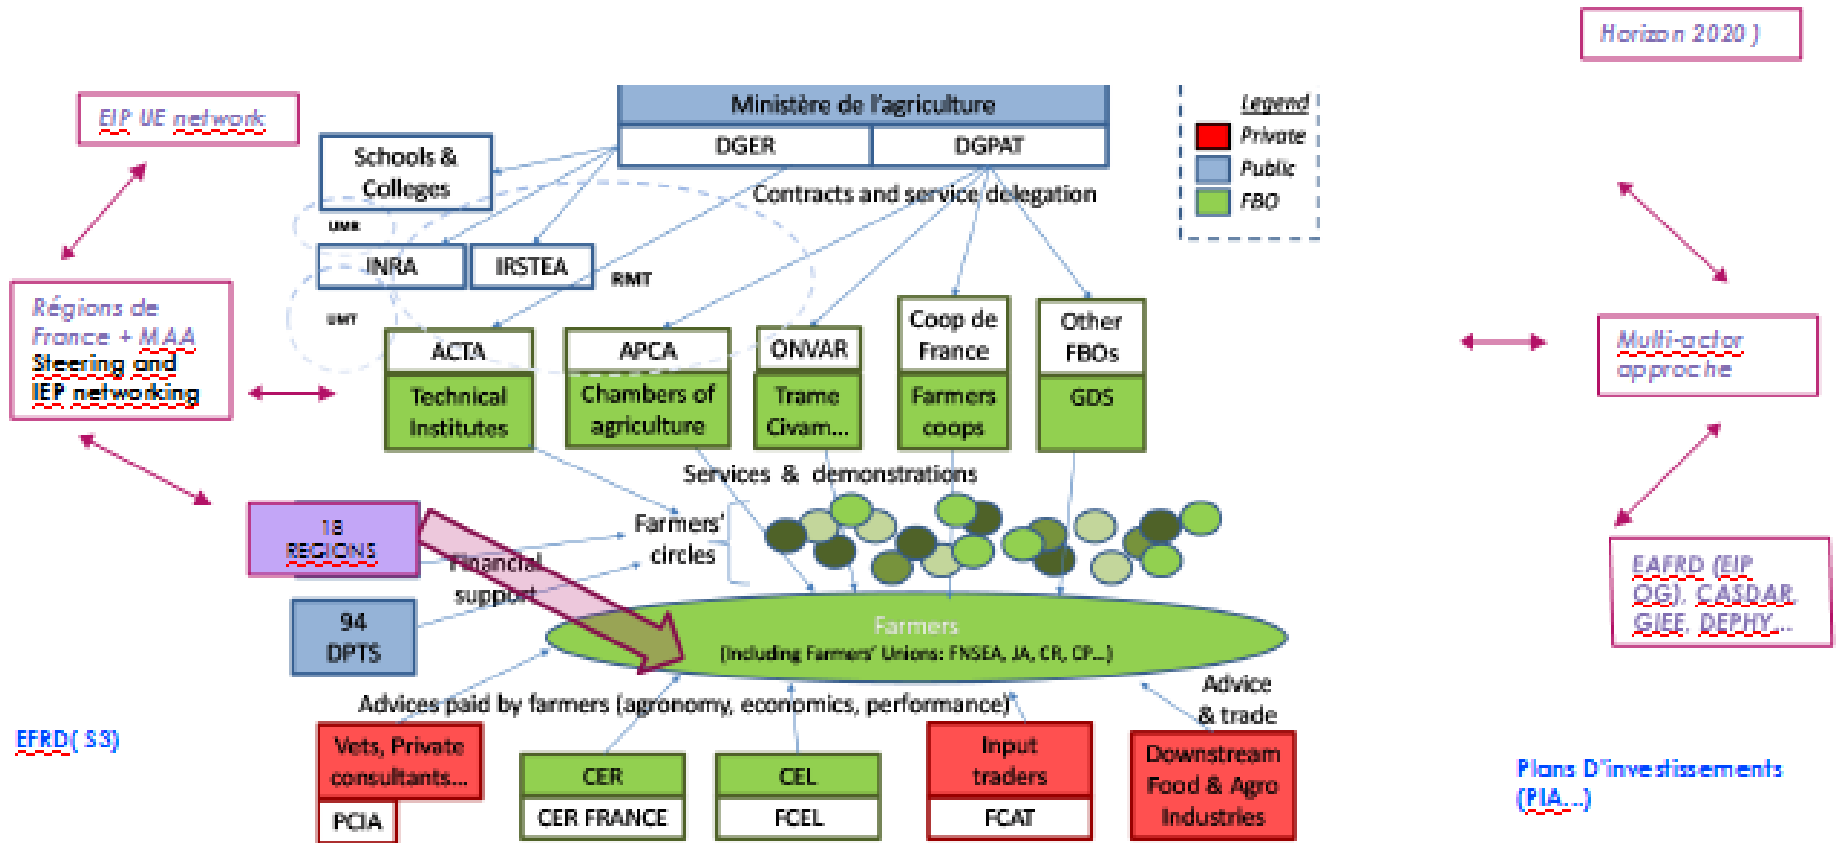 Horizon 2020 )
EIP UE network
Ministère de l'agriculture
DGER
DGPAT
Legend
Private
Public
FBO
Schools &
Colleges
Contracts and service delegation
UMR
INRA
IRSTEA
RMT
UMT
Régions de
France + MAA
Steering and
IEP networking
ACTA
Technical
Institutes
APCA
Chambers of
agriculture
ONVAR
Trame
Civam...
Coop de
France
Farmers
coops
Other
FBOs
GDS
Multi-actor
approche
Services & demonstrations
18
REGIONS
Farmers'
circles
Financial
support
94
DPTS
Farmers
(Including Farmers' Unions: FNSEA, JA, CR, CP...)
EAFRD (EIP
OG), CASDAR,
GIEE, DEPHY...
Advices paid by farmers (agronomy, economics, performance)
Advice
& trade
EFRD( S3)
Vets, Private
consultants...
PCIA
CER
CER FRANCE
CEL
FCEL
Input
traders
FCAT
Downstream
Food & Agro
Industries
Plans D'investissements
(PIA...)